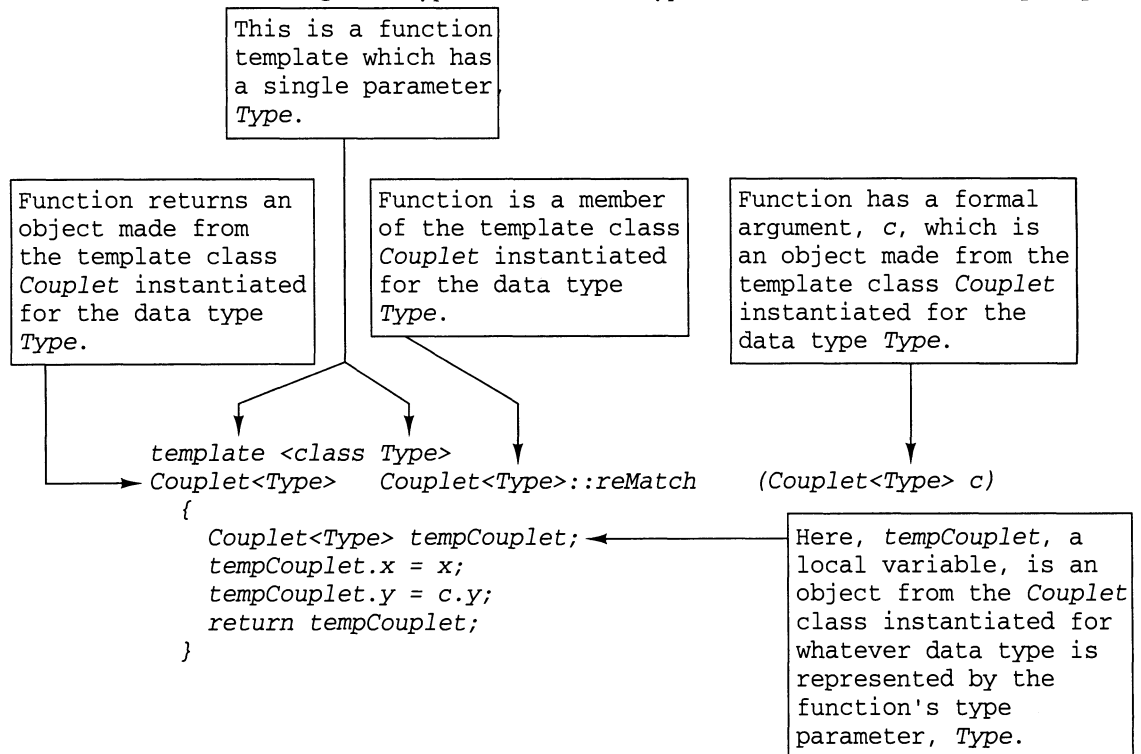 This is a function
template which has
a single parameter,
Type.
Function returns an
object made from
the template class
Couplet instantiated
for the data type
Type.
Function is a member
of the template class
Couplet instantiated
for the data type
Type.
Function has a formal
argument, c, which is
an object made from the
template class Couplet
instantiated for the
data type Type.
template <class Type>
Couplet<Type> Couplet<Type>::reMatch (Couplet<Type> c)
{
Couplet<Type> tempCouplet;
tempCouplet.x = x;
tempCouplet.y = c.y;
return tempCouplet;
}
Here, tempCouplet, a
local variable, is an
object from the Couplet
class instantiated for
whatever data type is
represented by the
function's type
parameter, Type.